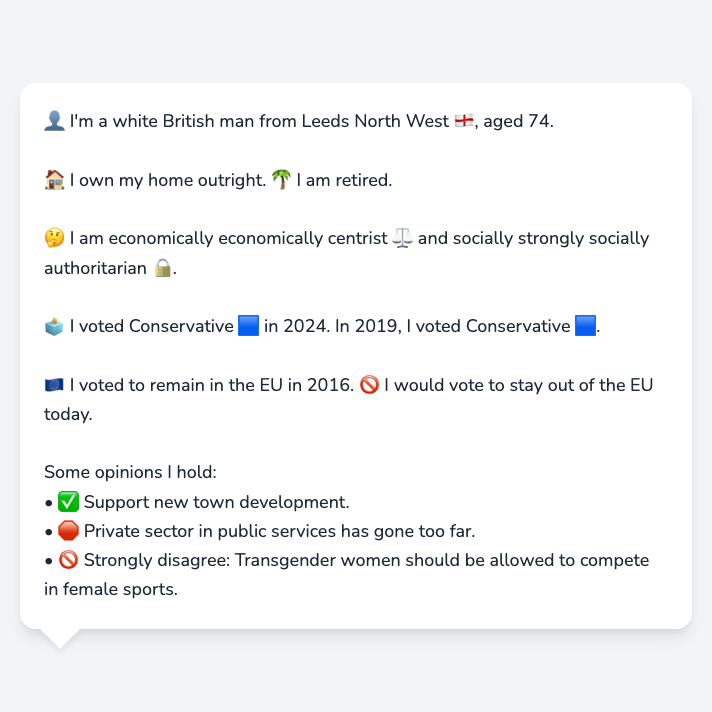 👤 I'm a white British man from Leeds North West 🏴󠁧󠁢󠁥󠁮󠁧󠁿, aged 74.
🏠 I own my home outright. 🌴 I am retired.
🤔 I am economically economically centrist ⚖️ and socially strongly socially
authoritarian 🔒.
🗳️ I voted Conservative 🟦 in 2024. In 2019, I voted Conservative 🟦.
🇪🇺 I voted to remain in the EU in 2016. 🚫 I would vote to stay out of the EU
today.
Some opinions I hold:
• ✅ Support new town development.
• 🛑 Private sector in public services has gone too far.
• 🚫 Strongly disagree: Transgender women should be allowed to compete
in female sports.